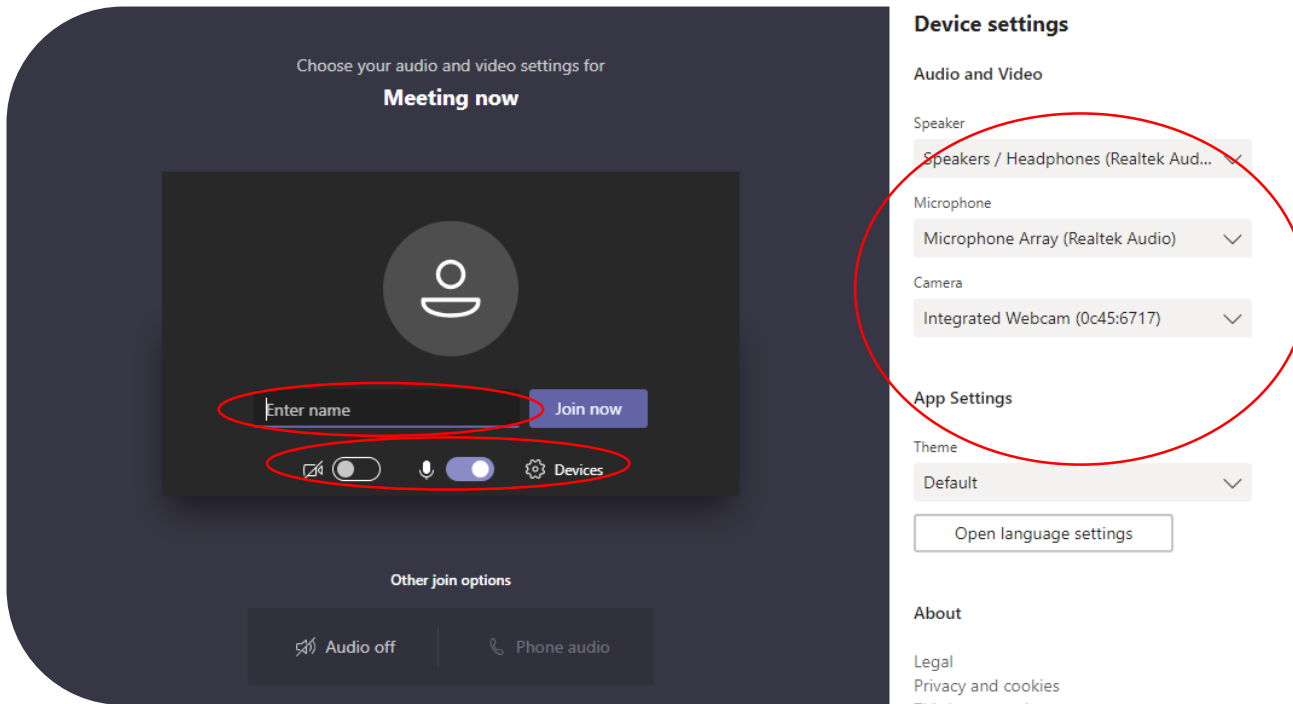 Choose your audio and video settings for
Meeting now
Enter name
Join now
Devices
Other join options
Audio off
Phone audio
Device settings
Audio and Video
Speaker
Speakers / Headphones (Realtek Aud...
Microphone
Microphone Array (Realtek Audio)
Camera
Integrated Webcam (0c45:6717)
App Settings
Theme
Default
Open language settings
About
Legal
Privacy and cookies